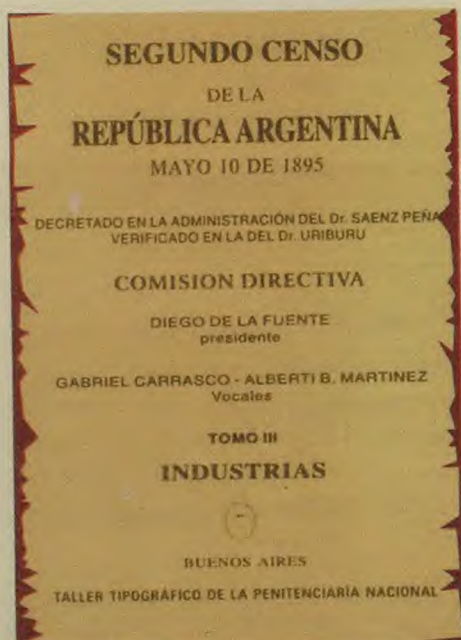 SEGUNDO CENSO
DE LA
REPÚBLICA ARGENTINA
MAYO 10 DE 1895
DECRETADO EN LA ADMINISTRACIÓN DEL Dr. SAENZ PEÑA
VERIFICADO EN LA DEL Dr. URIBURU
COMISION DIRECTIVA
DIEGO DE LA FUENTE
presidente
GABRIEL CARRASCO - ALBERTI B. MARTINEZ
Vocales
TOMO III
INDUSTRIAS
BUENOS AIRES
TALLER TIPOGRÁFICO DE LA PENITENCIARÍA NACIONAL